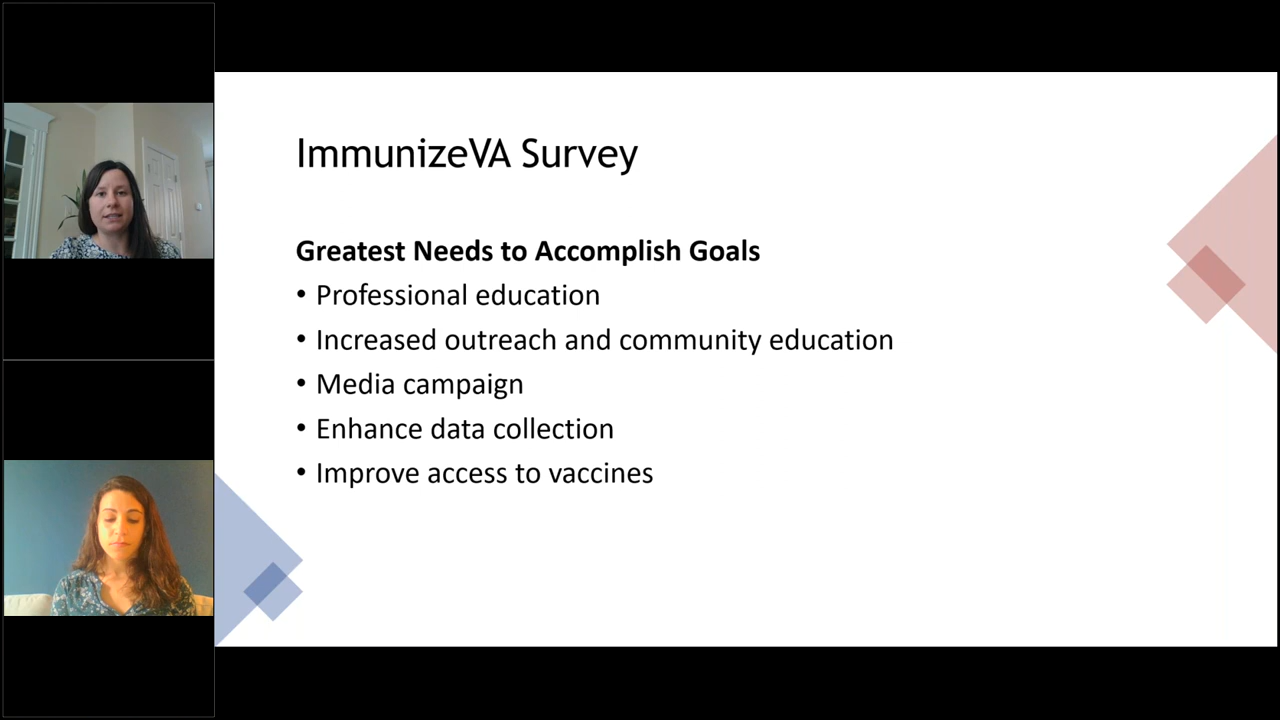 ImmunizeVA Survey
Greatest Needs to Accomplish Goals
• Professional education
• Increased outreach and community education
• Media campaign
• Enhance data collection
• Improve access to vaccines